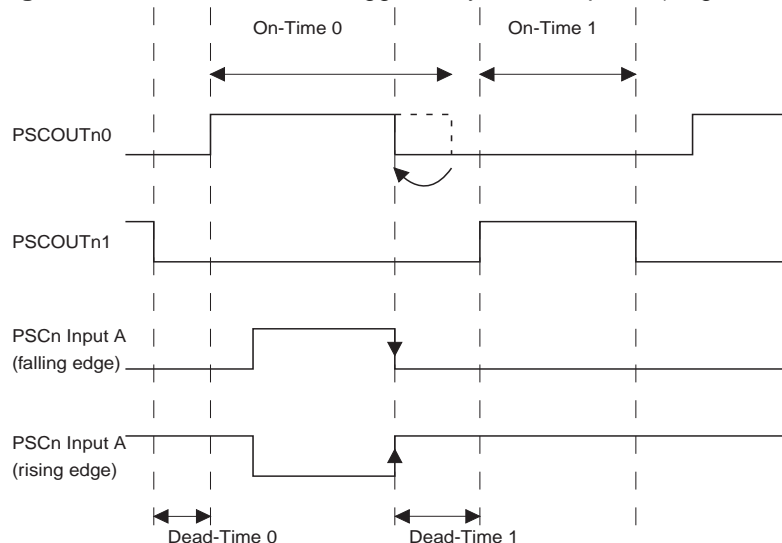 On-Time 0
On-Time 1
PSCOUTn0
PSCOUTn1
PSCn Input A
(falling edge)
PSCn Input A
(rising edge)
Dead-Time 0
Dead-Time 1